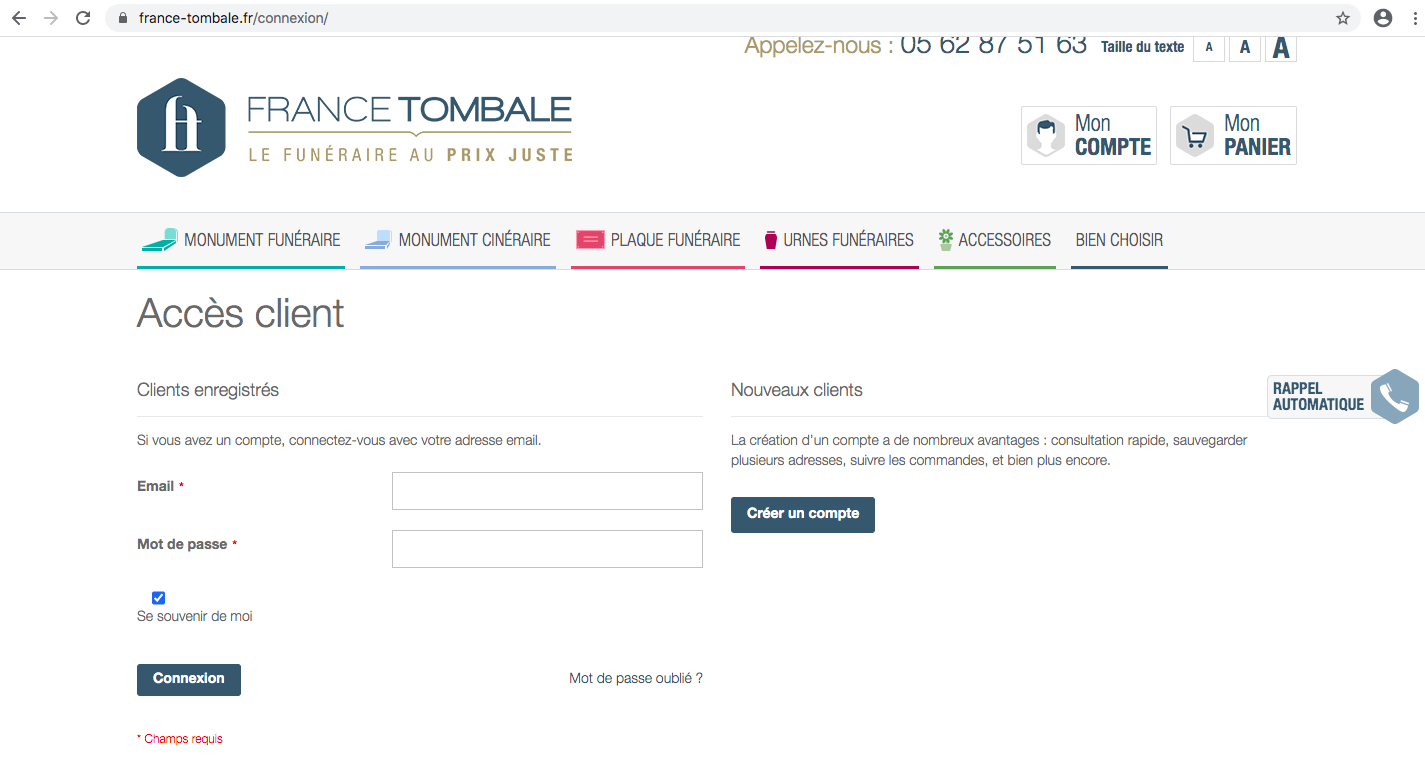 france-tombale.fr/connexion/
Appelez-nous : 05 62 87 51 63 Taille du texte A A A
FRANCE TOMBALE
LE FUNÉRAIRE AU PRIX JUSTE
Mon
COMPTE
Mon
PANIER
MONUMENT FUNÉRAIRE MONUMENT CINÉRAIRE PLAQUE FUNÉRAIRE URNES FUNÉRAIRES ACCESSOIRES BIEN CHOISIR
Accès client
Clients enregistrés
Si vous avez un compte, connectez-vous avec votre adresse email.
Email *
Mot de passe *
Se souvenir de moi
Connexion
Mot de passe oublié ?
* Champs requis
Nouveaux clients
La création d'un compte a de nombreux avantages : consultation rapide, sauvegarder
plusieurs adresses, suivre les commandes, et bien plus encore.
Créer un compte
RAPPEL
AUTOMATIQUE